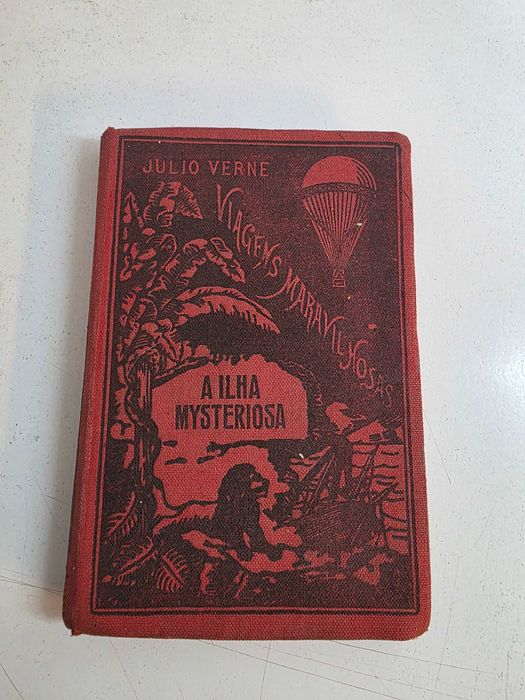 JULIO VERNE
VIAGENS MARAVILHOSAS
A ILHA
MYSTERIOSA